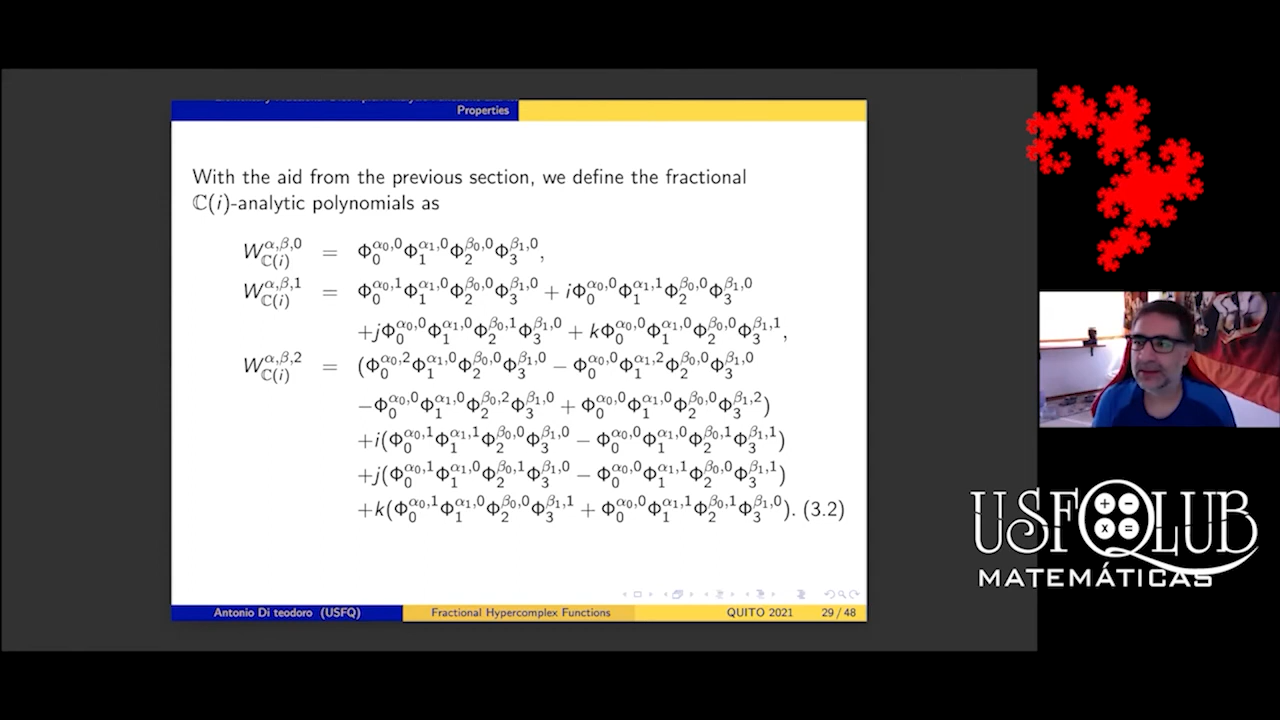 Properties
With the aid from the previous section, we define the fractional
ℂ(i)-analytic polynomials as
W_{ℂ(i)}^{α,β,0} = Φ_0^{α_0,0}Φ_1^{α_1,0}Φ_2^{β_0,0}Φ_3^{β_1,0},
W_{ℂ(i)}^{α,β,1} = Φ_0^{α_0,1}Φ_1^{α_1,0}Φ_2^{β_0,0}Φ_3^{β_1,0} + iΦ_0^{α_0,0}Φ_1^{α_1,1}Φ_2^{β_0,0}Φ_3^{β_1,0}
+jΦ_0^{α_0,0}Φ_1^{α_1,0}Φ_2^{β_0,1}Φ_3^{β_1,0} + kΦ_0^{α_0,0}Φ_1^{α_1,0}Φ_2^{β_0,0}Φ_3^{β_1,1},
W_{ℂ(i)}^{α,β,2} = (Φ_0^{α_0,2}Φ_1^{α_1,0}Φ_2^{β_0,0}Φ_3^{β_1,0} − Φ_0^{α_0,0}Φ_1^{α_1,2}Φ_2^{β_0,0}Φ_3^{β_1,0}
−Φ_0^{α_0,0}Φ_1^{α_1,0}Φ_2^{β_0,2}Φ_3^{β_1,0} + Φ_0^{α_0,0}Φ_1^{α_1,0}Φ_2^{β_0,0}Φ_3^{β_1,2})
+i(Φ_0^{α_0,1}Φ_1^{α_1,1}Φ_2^{β_0,0}Φ_3^{β_1,0} − Φ_0^{α_0,0}Φ_1^{α_1,0}Φ_2^{β_0,1}Φ_3^{β_1,1})
+j(Φ_0^{α_0,1}Φ_1^{α_1,0}Φ_2^{β_0,1}Φ_3^{β_1,0} − Φ_0^{α_0,0}Φ_1^{α_1,1}Φ_2^{β_0,0}Φ_3^{β_1,1})
+k(Φ_0^{α_0,1}Φ_1^{α_1,0}Φ_2^{β_0,0}Φ_3^{β_1,1} + Φ_0^{α_0,0}Φ_1^{α_1,1}Φ_2^{β_0,1}Φ_3^{β_1,0}). (3.2)
Antonio Di teodoro (USFQ) Fractional Hypercomplex Functions QUITO 2021 29 / 48
USFQLUB
MATEMÁTICAS